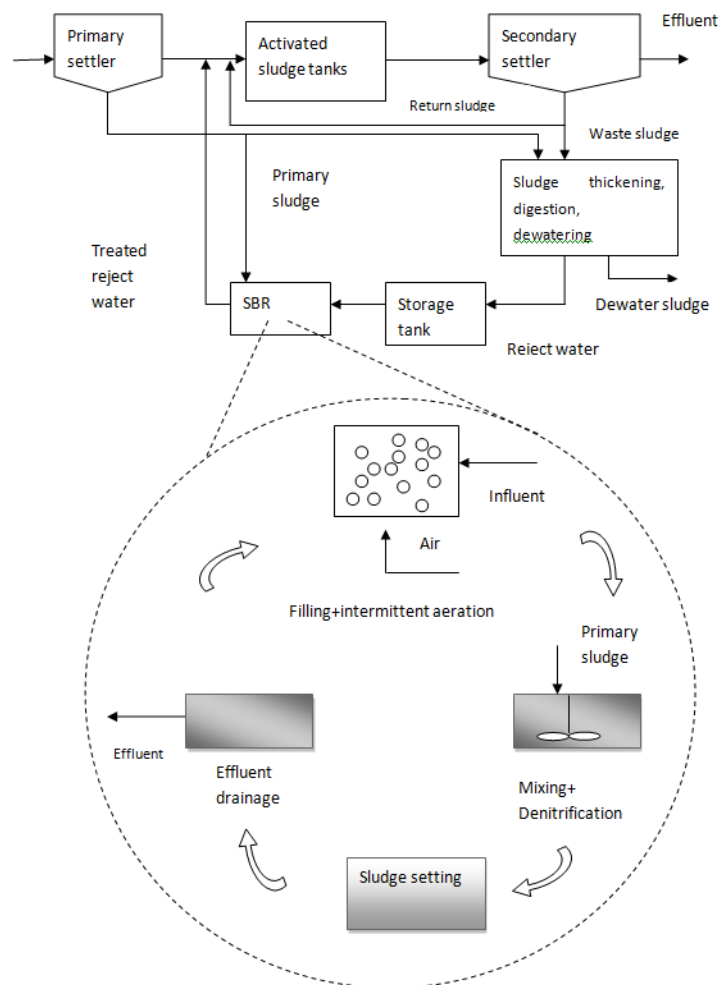 Primary
settler
Activated
sludge tanks
Secondary
settler
Effluent
Return sludge
Waste sludge
Primary
sludge
Sludge thickening,
digestion,
dewatering
Treated
reject
water
SBR
Storage
tank
Dewater sludge
Reject water
Influent
Air
Filling+intermittent aeration
Primary
sludge
Effluent
Effluent
drainage
Mixing+
Denitrification
Sludge setting